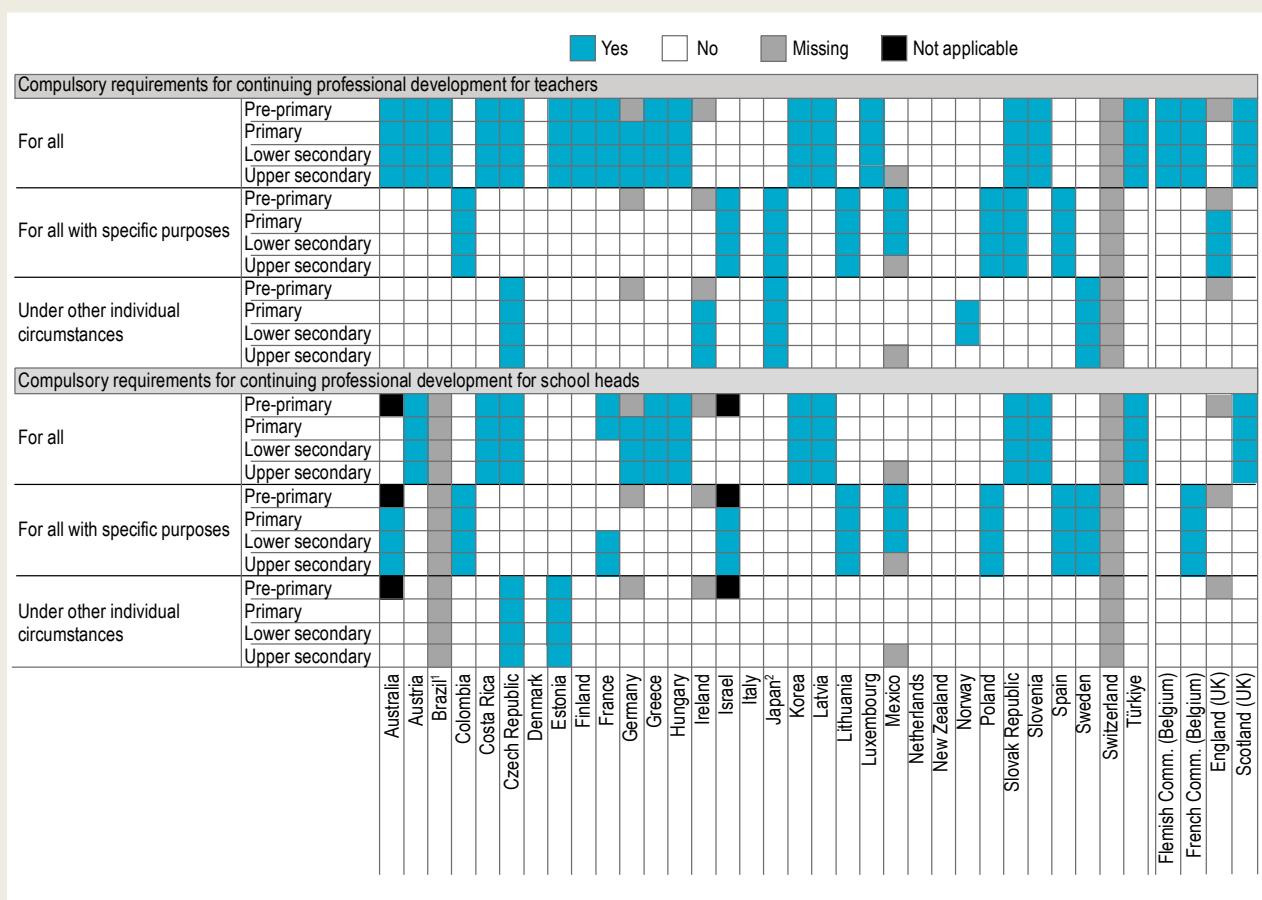 Yes No Missing Not applicable
Compulsory requirements for continuing professional development for teachers
For all
Pre-primary
Primary
Lower secondary
Upper secondary
For all with specific purposes
Pre-primary
Primary
Lower secondary
Upper secondary
Under other individual
circumstances
Pre-primary
Primary
Lower secondary
Upper secondary
Compulsory requirements for continuing professional development for school heads
For all
Pre-primary
Primary
Lower secondary
Upper secondary
For all with specific purposes
Pre-primary
Primary
Lower secondary
Upper secondary
Under other individual
circumstances
Pre-primary
Primary
Lower secondary
Upper secondary
Australia
Austria
Brazil¹
Colombia
Costa Rica
Czech Republic
Denmark
Estonia
Finland
France
Germany
Greece
Hungary
Ireland
Israel
Italy
Japan²
Korea
Latvia
Lithuania
Luxembourg
Mexico
Netherlands
New Zealand
Norway
Poland
Slovak Republic
Slovenia
Spain
Sweden
Switzerland
Türkiye
Flemish Comm. (Belgium)
French Comm. (Belgium)
England (UK)
Scotland (UK)